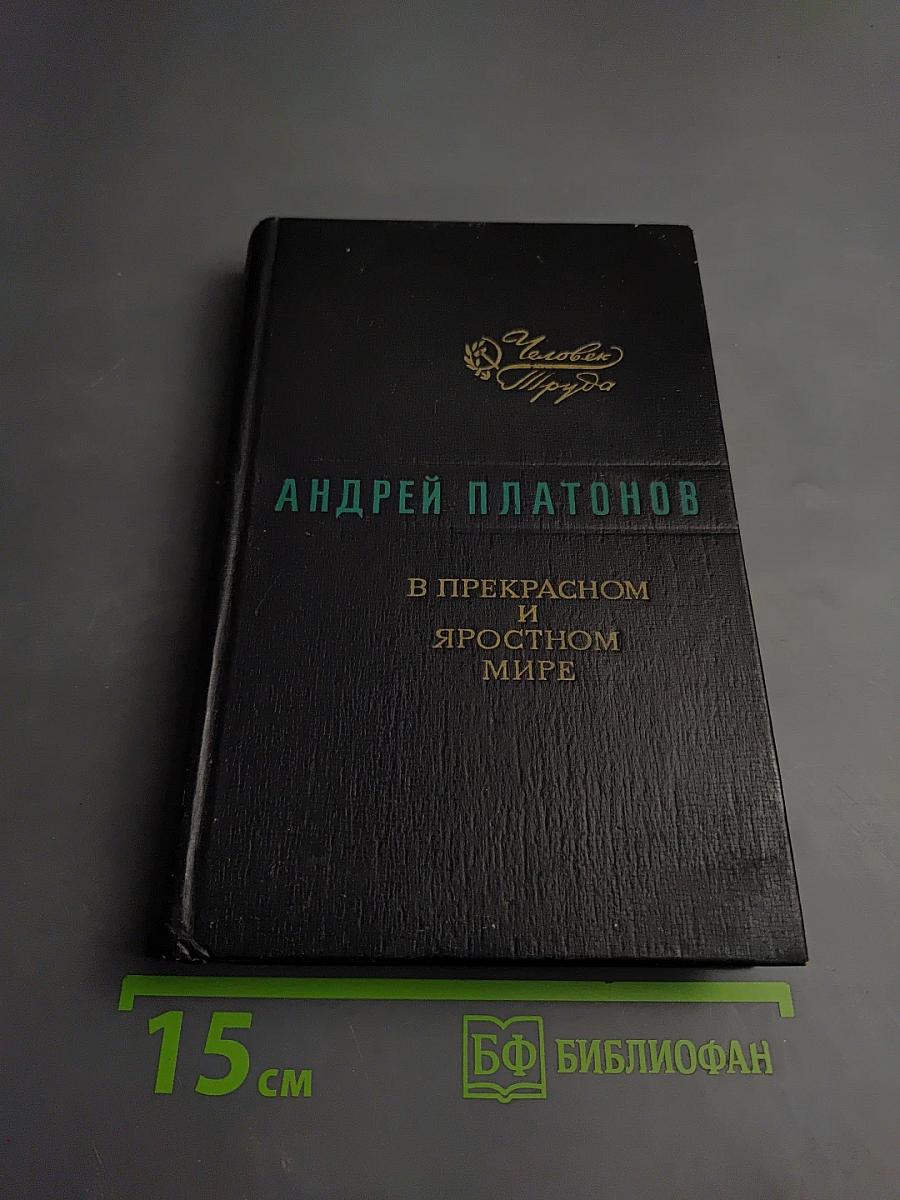 Человек
Труда
АНДРЕЙ ПЛАТОНОВ
В ПРЕКРАСНОМ
И
ЯРОСТНОМ
МИРЕ
15 см
БФ БИБЛИОФАН